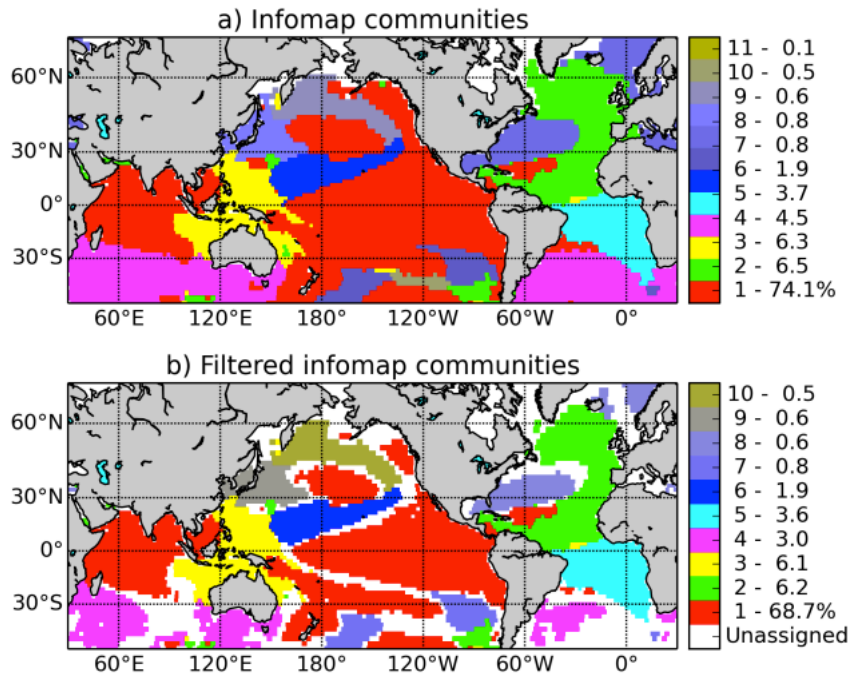 a) Infomap communities
60°N
30°N
0°
30°S
60°E 120°E 180° 120°W 60°W 0°
11 - 0.1
10 - 0.5
9 - 0.6
8 - 0.8
7 - 0.8
6 - 1.9
5 - 3.7
4 - 4.5
3 - 6.3
2 - 6.5
1 - 74.1%
b) Filtered infomap communities
60°N
30°N
0°
30°S
60°E 120°E 180° 120°W 60°W 0°
10 - 0.5
9 - 0.6
8 - 0.6
7 - 0.8
6 - 1.9
5 - 3.6
4 - 3.0
3 - 6.1
2 - 6.2
1 - 68.7%
Unassigned